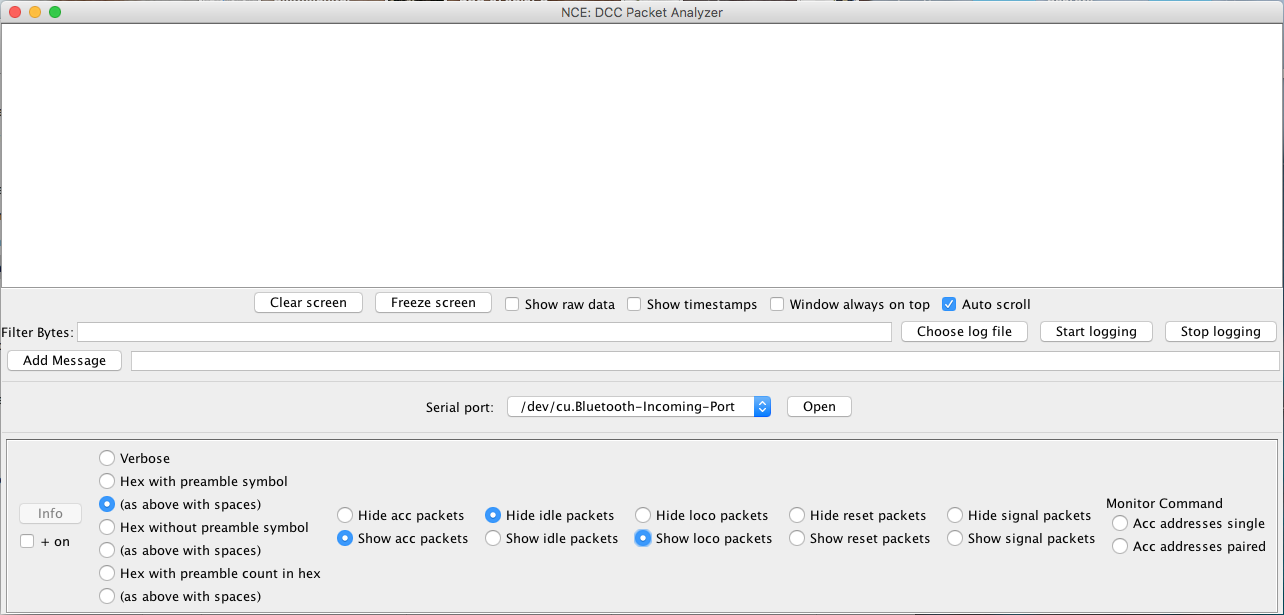 NCE: DCC Packet Analyzer
Clear screen Freeze screen Show raw data Show timestamps Window always on top Auto scroll
Filter Bytes: Choose log file Start logging Stop logging
Add Message
Serial port: /dev/cu.Bluetooth-Incoming-Port Open
Verbose
Hex with preamble symbol
(as above with spaces)
Hex without preamble symbol
(as above with spaces)
Hex with preamble count in hex
(as above with spaces)
Info
+ on
Hide acc packets Hide idle packets Hide loco packets Hide reset packets Hide signal packets
Show acc packets Show idle packets Show loco packets Show reset packets Show signal packets
Monitor Command
Acc addresses single
Acc addresses paired